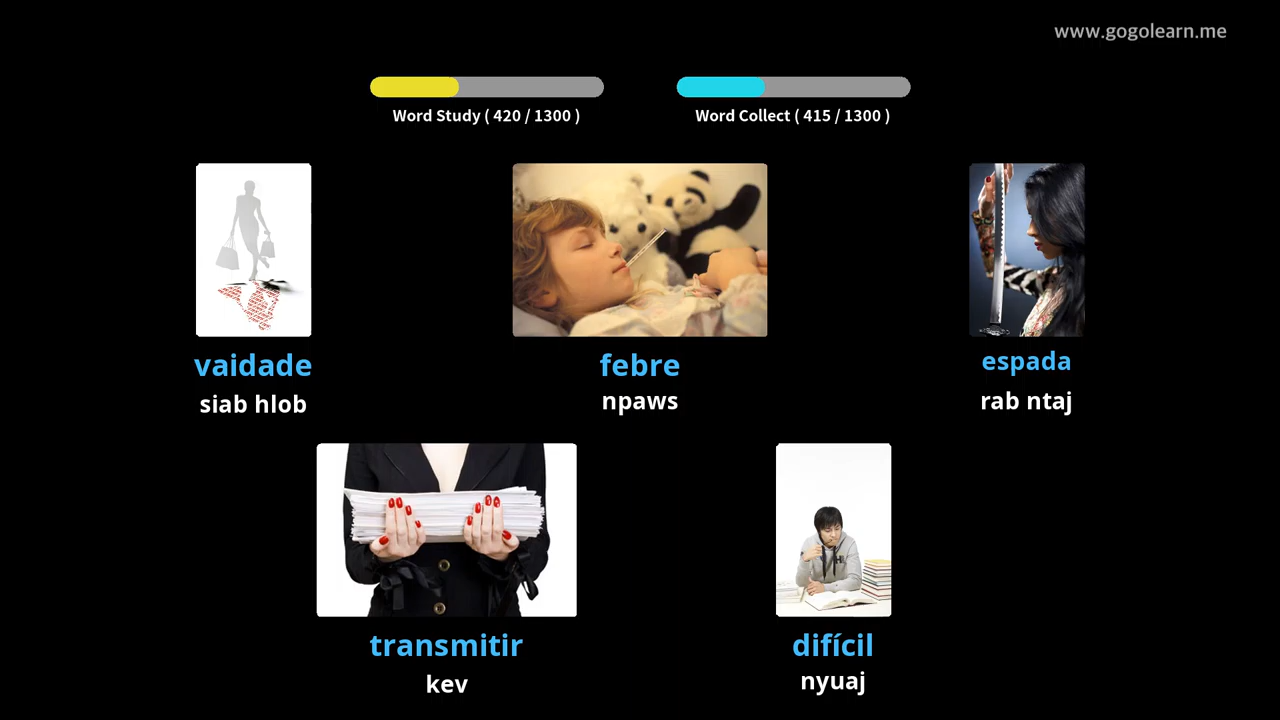 www.gogolearn.me
Word Study ( 420 / 1300 )
Word Collect ( 415 / 1300 )
vaidade
siab hlob
febre
npaws
espada
rab ntaj
transmitir
kev
difícil
nyuaj